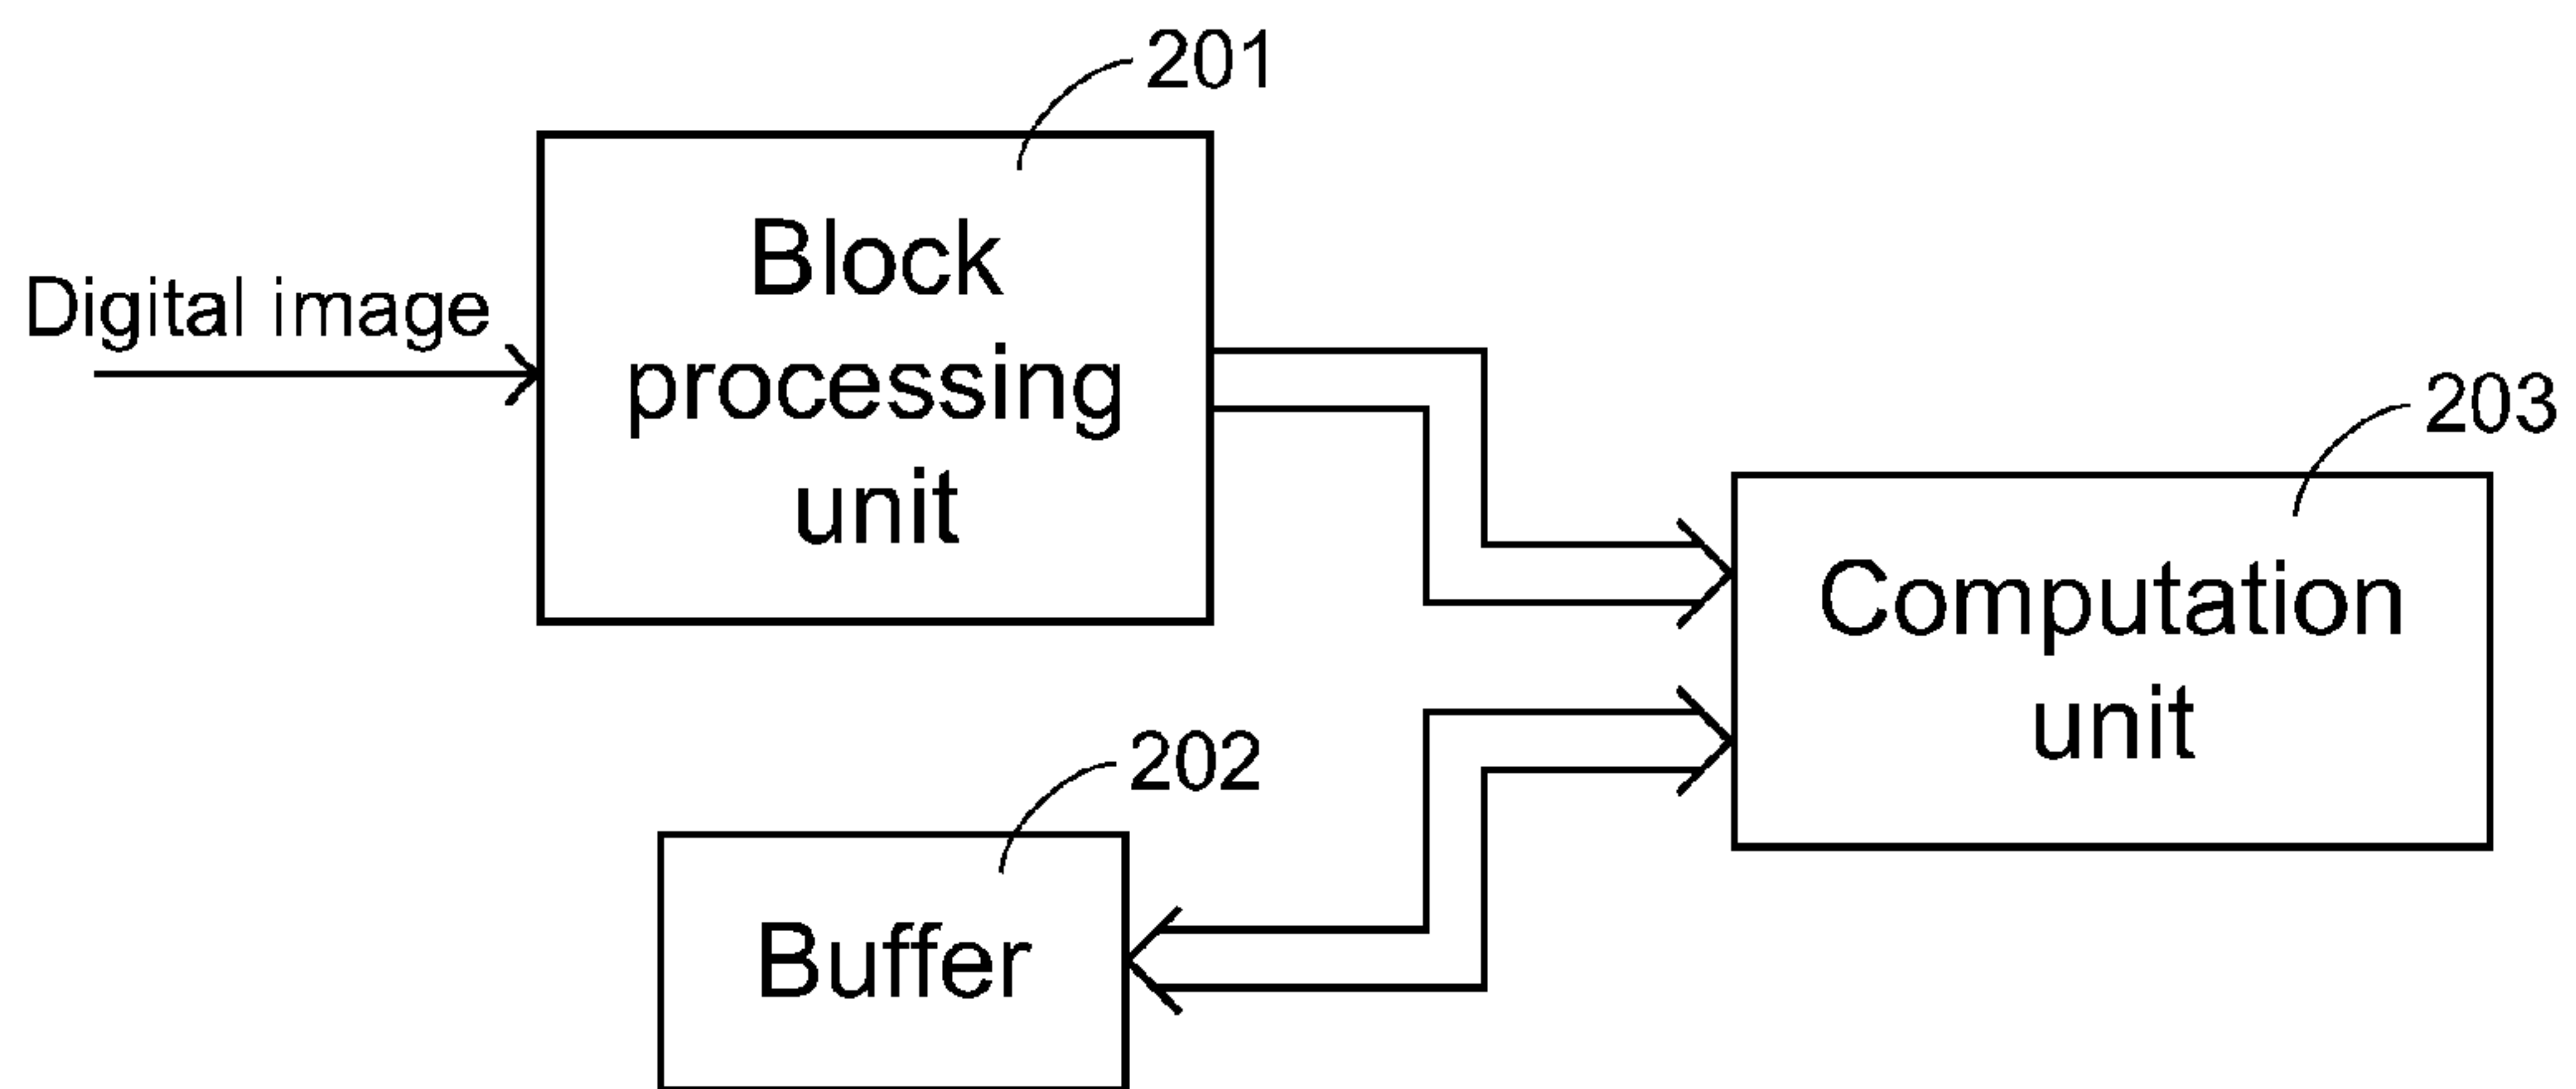 201
Digital image
Block
processing
unit
203
Computation
unit
202
Buffer